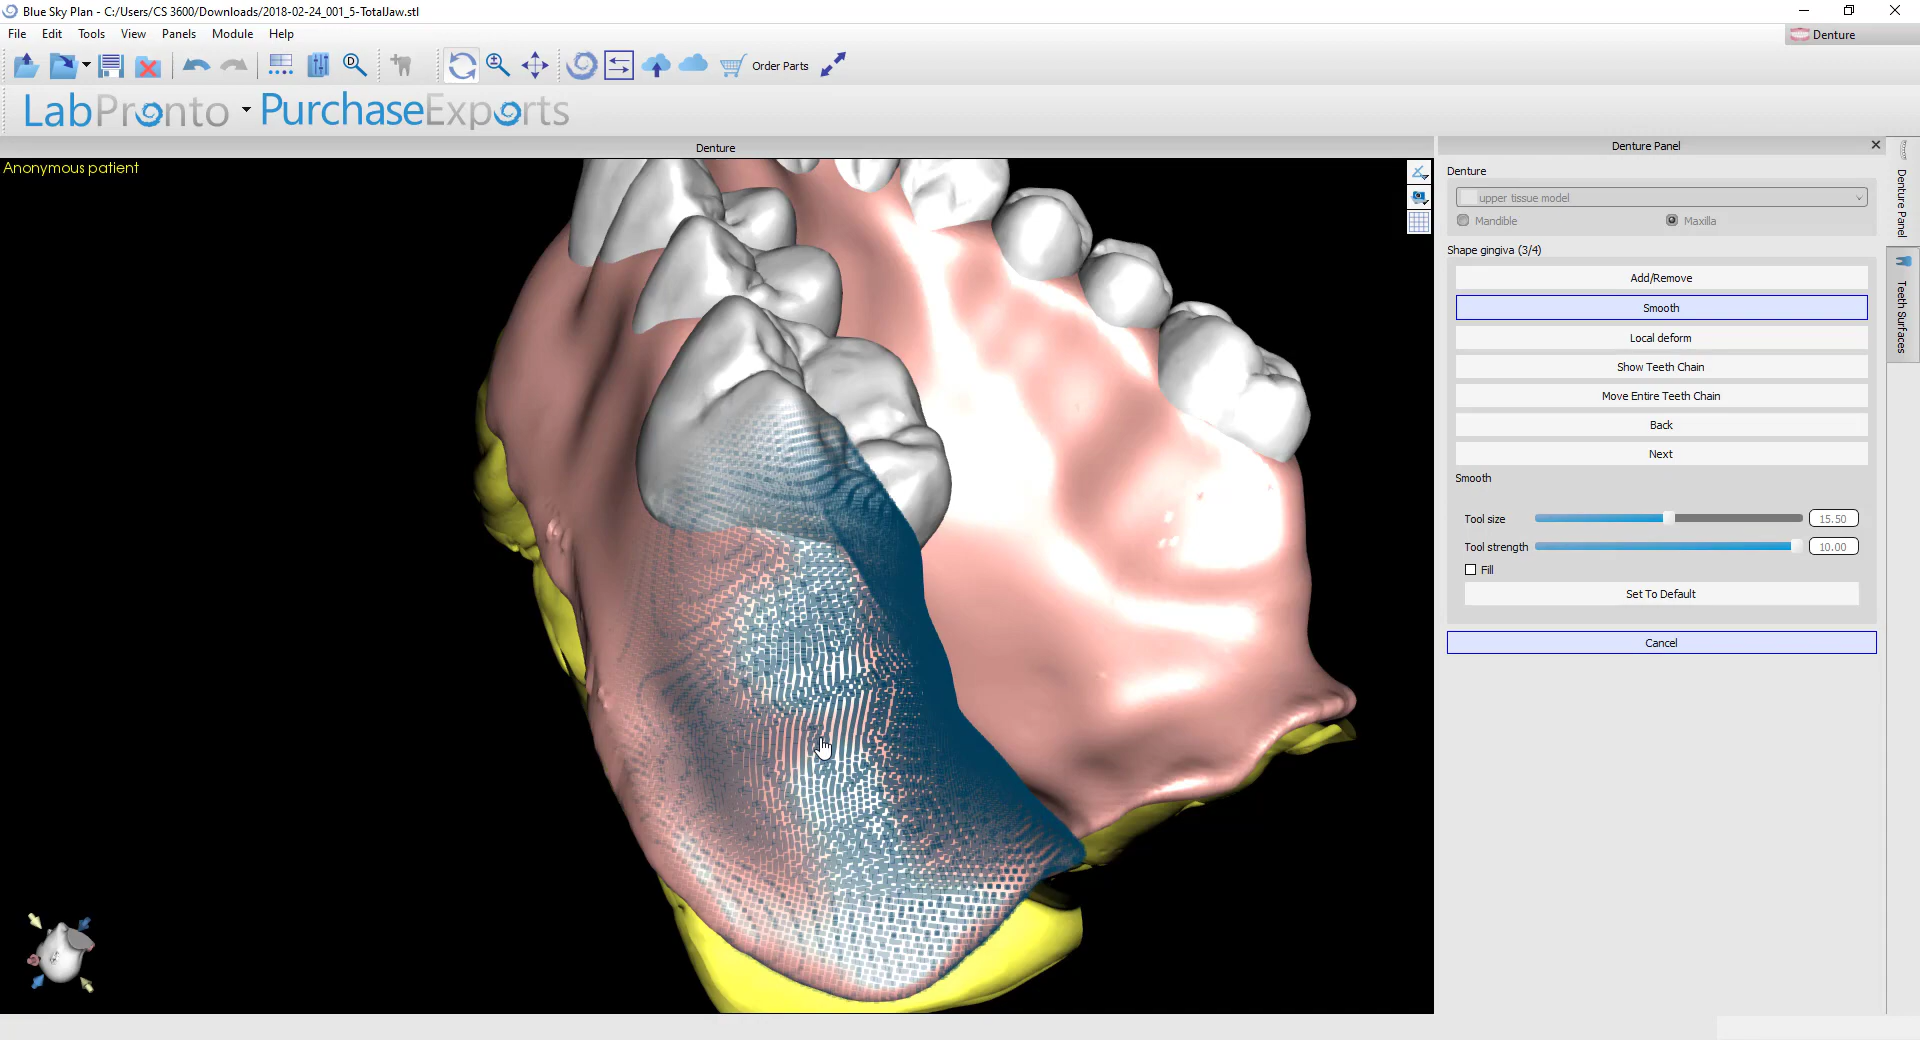 Blue Sky Plan - C:/Users/CS 3600/Downloads/2018-02-24_001_5-TotalJaw.stl
File Edit Tools View Panels Module Help
Denture
D
Order Parts
LabPronto PurchaseExports
Denture
Denture Panel
Anonymous patient
Denture
upper tissue model
Mandible Maxilla
Shape gingiva (3/4)
Add/Remove
Smooth
Local deform
Show Teeth Chain
Move Entire Teeth Chain
Back
Next
Smooth
Tool size 15.50
Tool strength 10.00
Fill
Set To Default
Cancel
Denture Panel
Teeth Surfaces